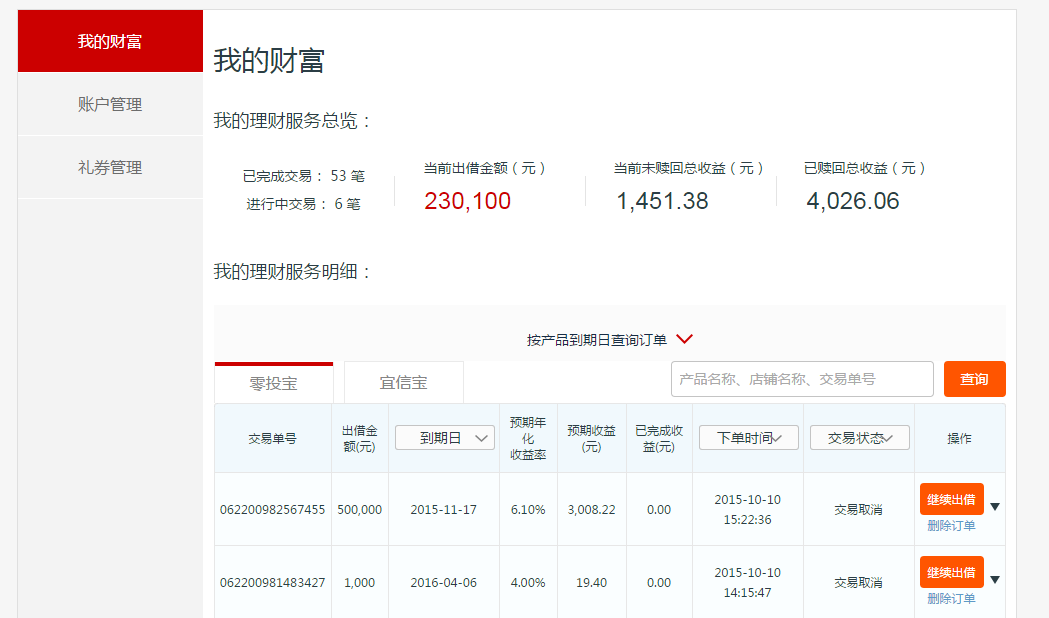 我的财富
账户管理
礼券管理
我的财富
我的理财服务总览：
已完成交易： 53 笔
进行中交易： 6 笔
当前出借金额（元）
230,100
当前未赎回总收益（元）
1,451.38
已赎回总收益（元）
4,026.06
我的理财服务明细：
按产品到期日查询订单
零投宝
宜信宝
产品名称、店铺名称、交易单号
查询
交易单号
出借金
额(元)
到期日
预期年
化
收益率
预期收益
(元)
已完成收
益(元)
下单时间
交易状态
操作
062200982567455
500,000
2015-11-17
6.10%
3,008.22
0.00
2015-10-10
15:22:36
交易取消
继续出借
删除订单
062200981483427
1,000
2016-04-06
4.00%
19.40
0.00
2015-10-10
14:15:47
交易取消
继续出借
删除订单